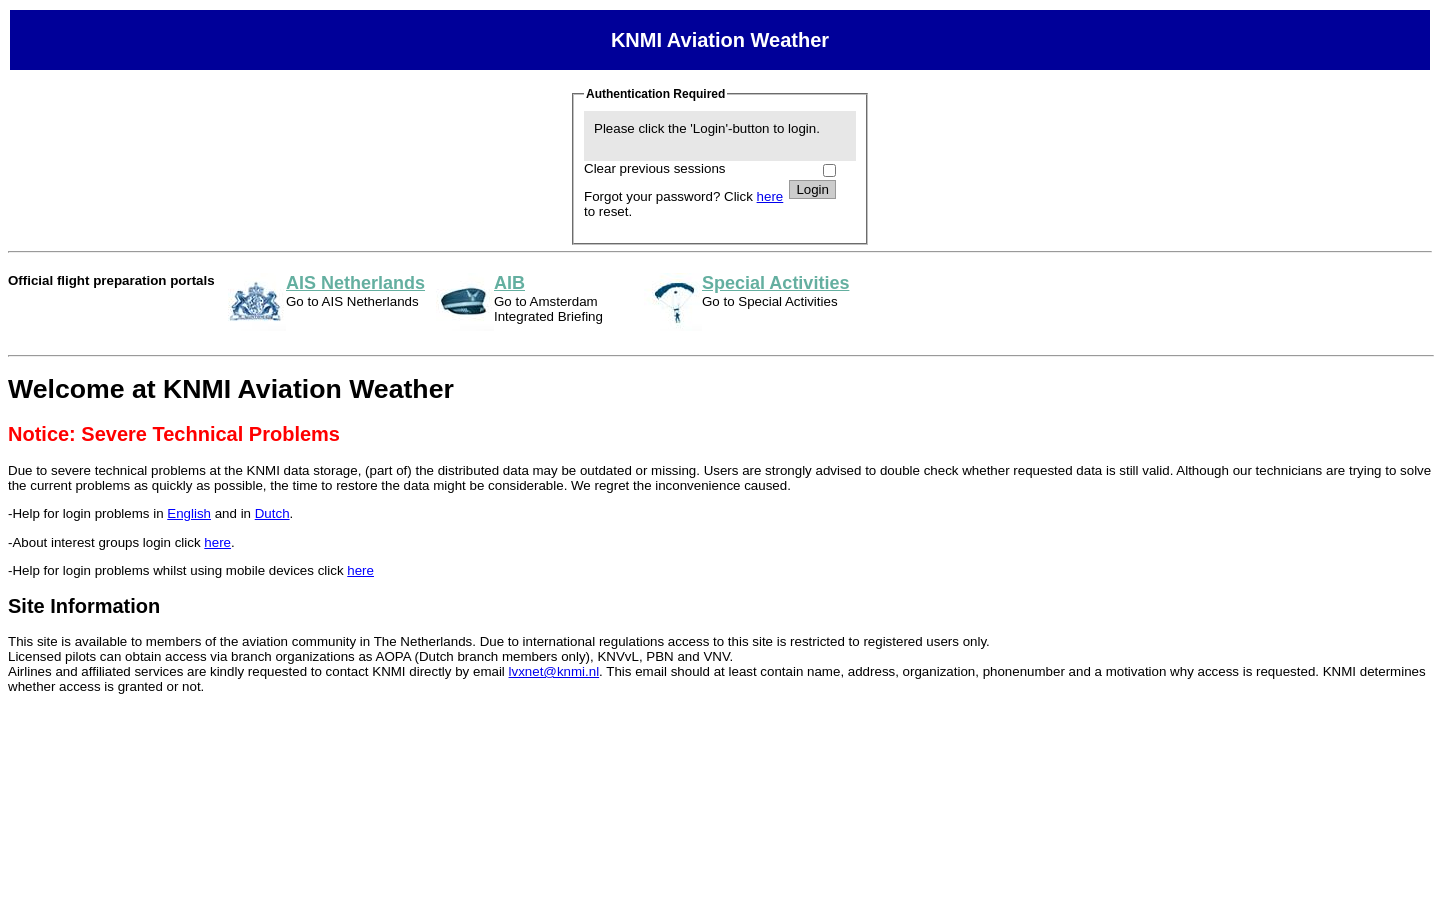 KNMI Aviation Weather
Authentication Required
Please click the 'Login'-button to login.
Clear previous sessions
Forgot your password? Click here
to reset.
Login
Official flight preparation portals
AIS Netherlands
Go to AIS Netherlands
AIB
Go to Amsterdam
Integrated Briefing
Special Activities
Go to Special Activities
Welcome at KNMI Aviation Weather
Notice: Severe Technical Problems
Due to severe technical problems at the KNMI data storage, (part of) the distributed data may be outdated or missing. Users are strongly advised to double check whether requested data is still valid. Although our technicians are trying to solve
the current problems as quickly as possible, the time to restore the data might be considerable. We regret the inconvenience caused.
-Help for login problems in English and in Dutch.
-About interest groups login click here.
-Help for login problems whilst using mobile devices click here
Site Information
This site is available to members of the aviation community in The Netherlands. Due to international regulations access to this site is restricted to registered users only.
Licensed pilots can obtain access via branch organizations as AOPA (Dutch branch members only), KNVvL, PBN and VNV.
Airlines and affiliated services are kindly requested to contact KNMI directly by email lvxnet@knmi.nl. This email should at least contain name, address, organization, phonenumber and a motivation why access is requested. KNMI determines
whether access is granted or not.